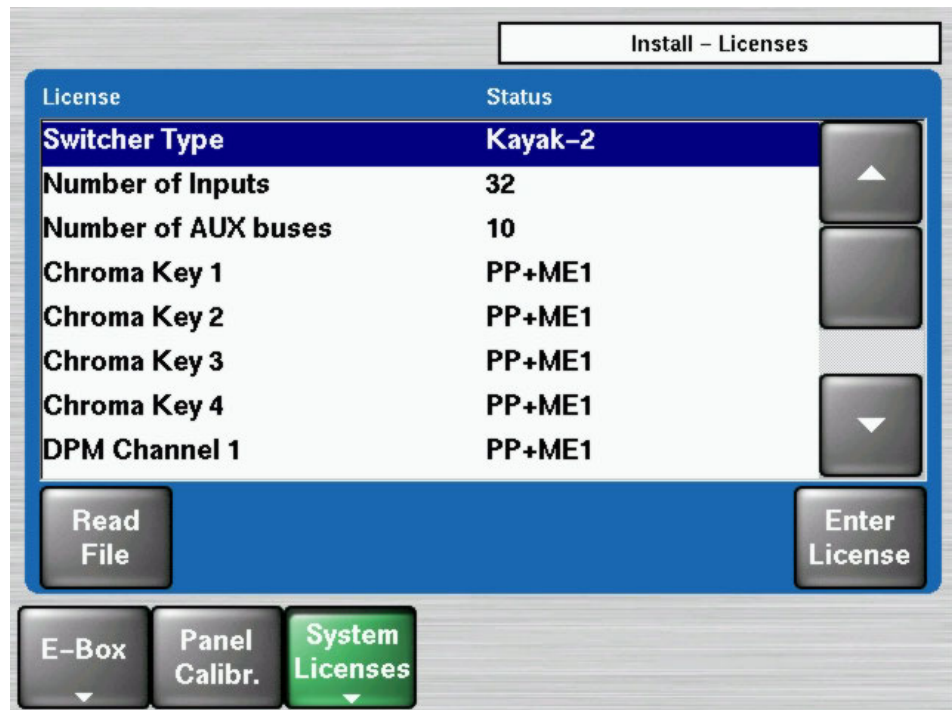 Install – Licenses
License Status
Switcher Type Kayak–2
Number of Inputs 32
Number of AUX buses 10
Chroma Key 1 PP+ME1
Chroma Key 2 PP+ME1
Chroma Key 3 PP+ME1
Chroma Key 4 PP+ME1
DPM Channel 1 PP+ME1
Read
File
Enter
License
E–Box
Panel
Calibr.
System
Licenses